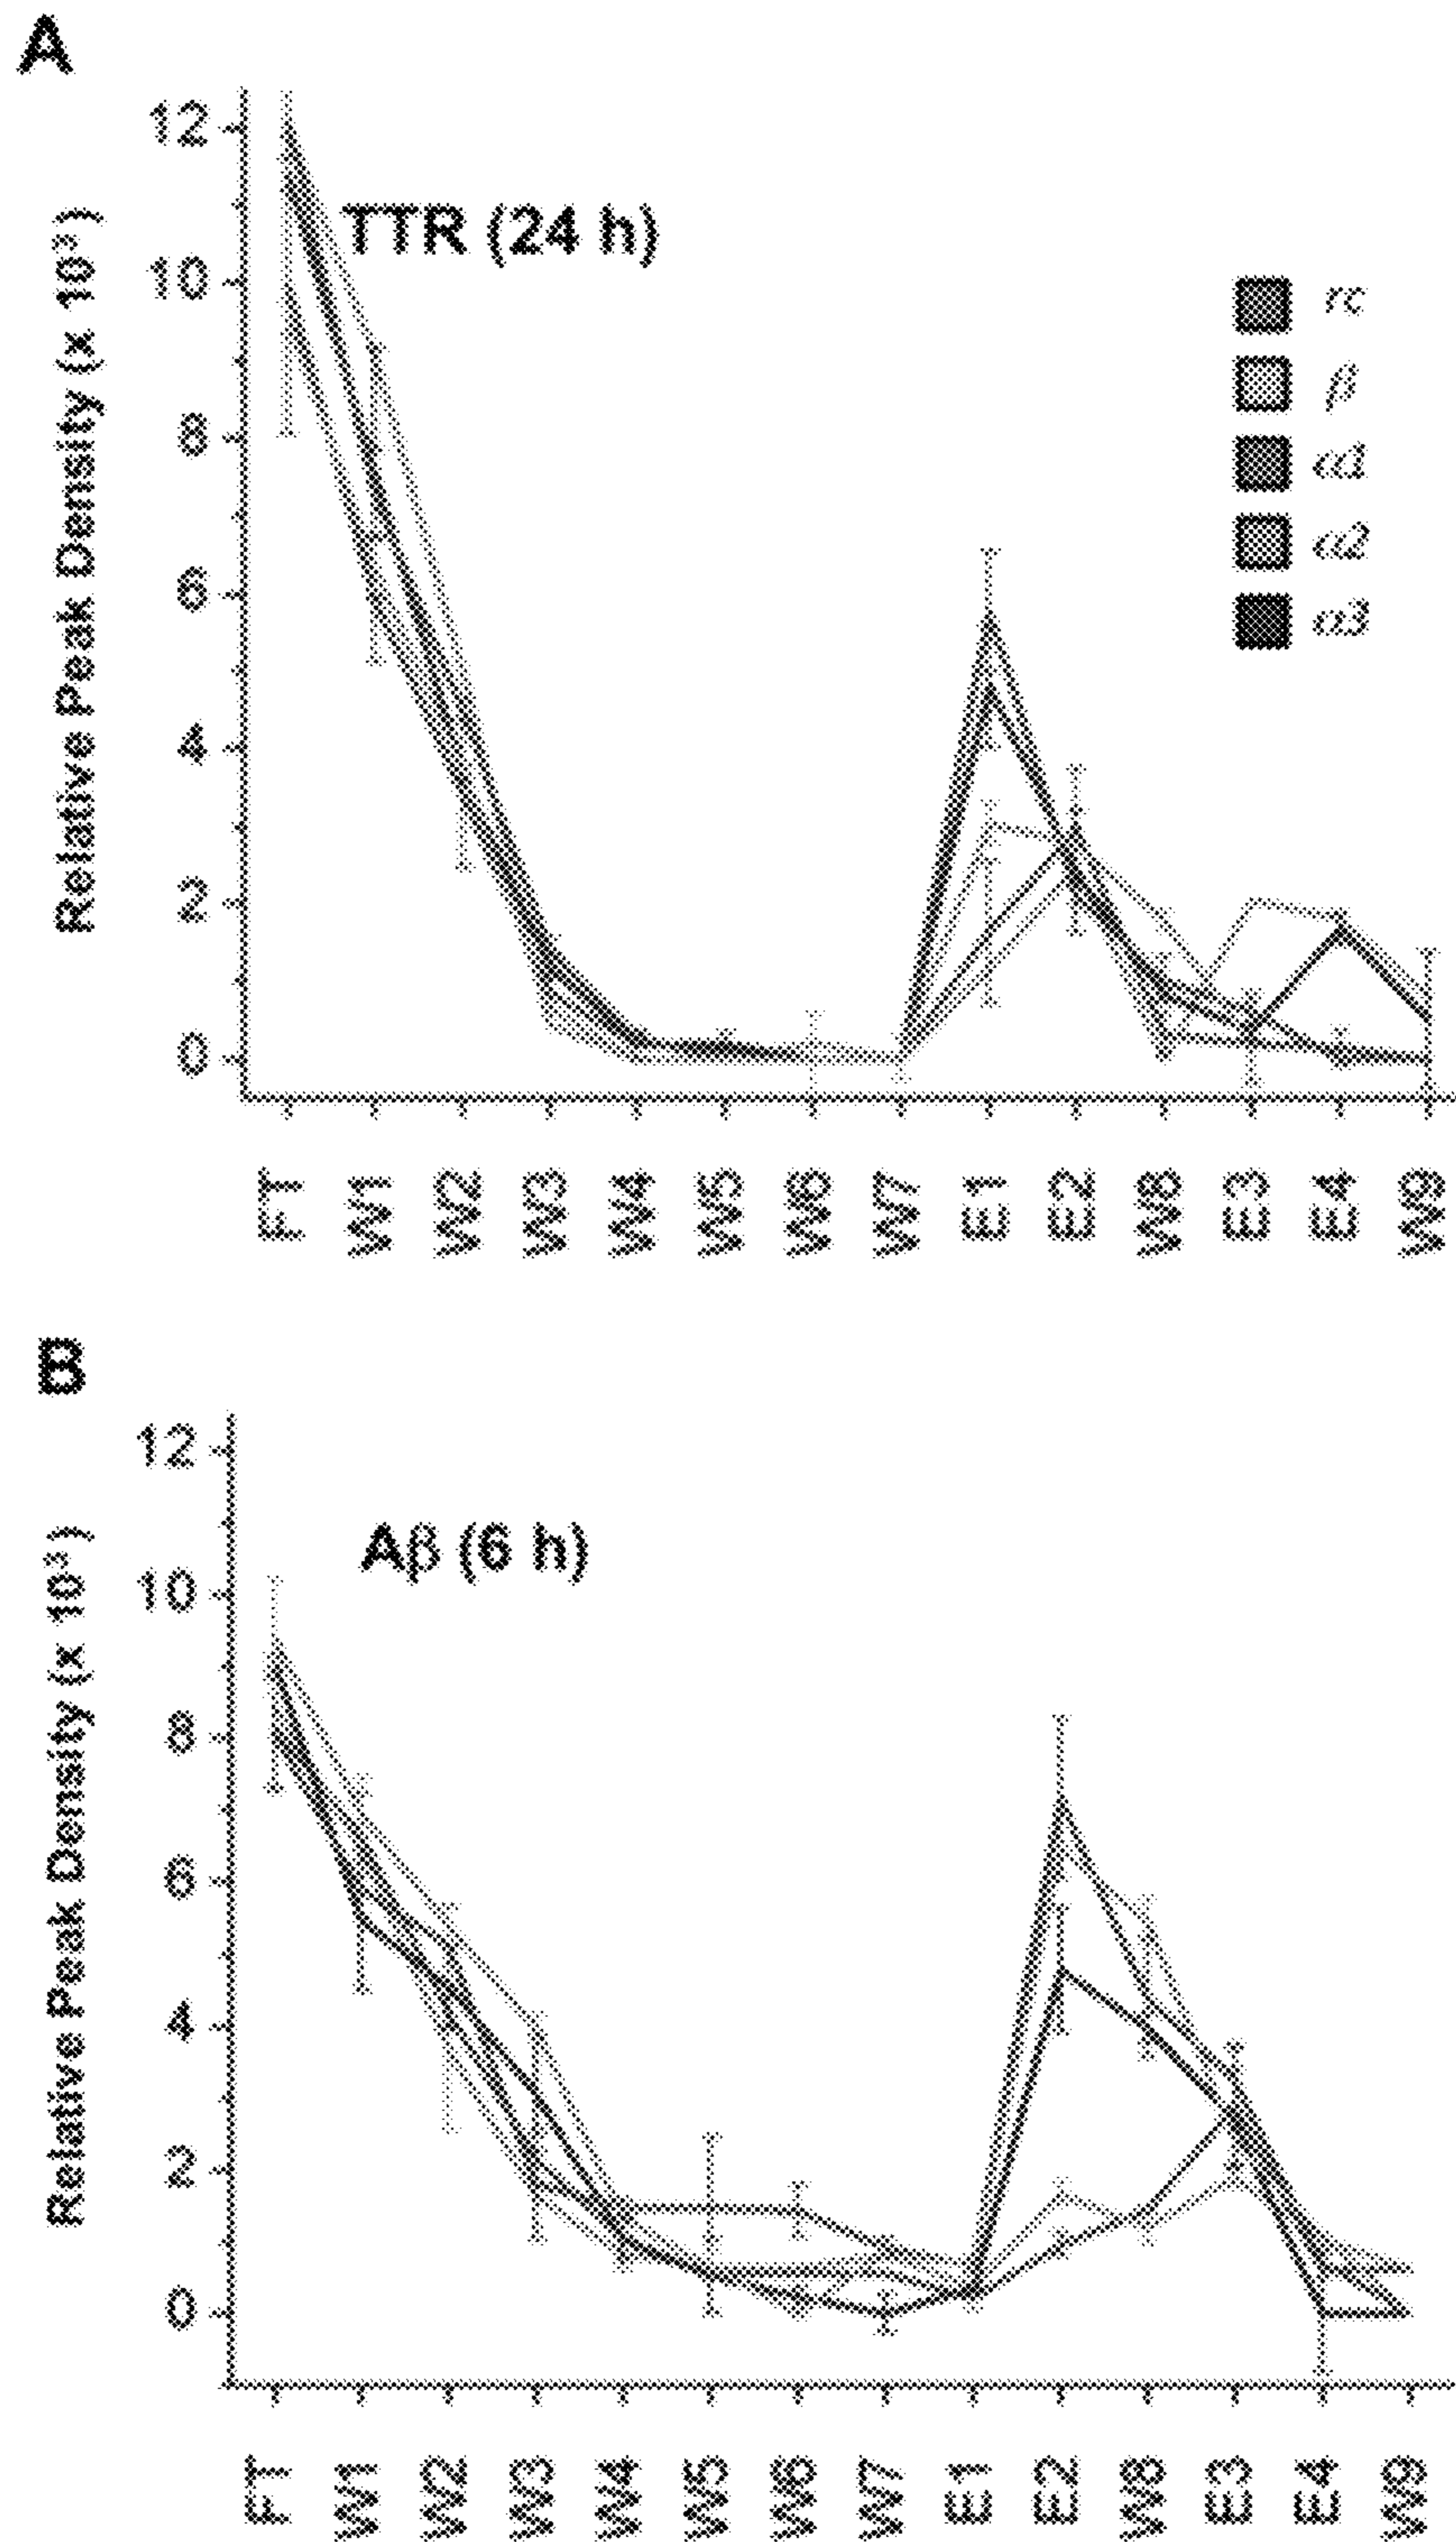 A
Relative Peak Density (x 10³)
12
10
8
6
4
2
0
TTR (24 h)
rc
β
α1
α2
α3
FT W1 W2 W3 W4 W5 W6 W7 E1 E2 W8 E3 E4 W9
B
Relative Peak Density (x 10³)
12
10
8
6
4
2
0
Aβ (6 h)
FT W1 W2 W3 W4 W5 W6 W7 E1 E2 W8 E3 E4 W9